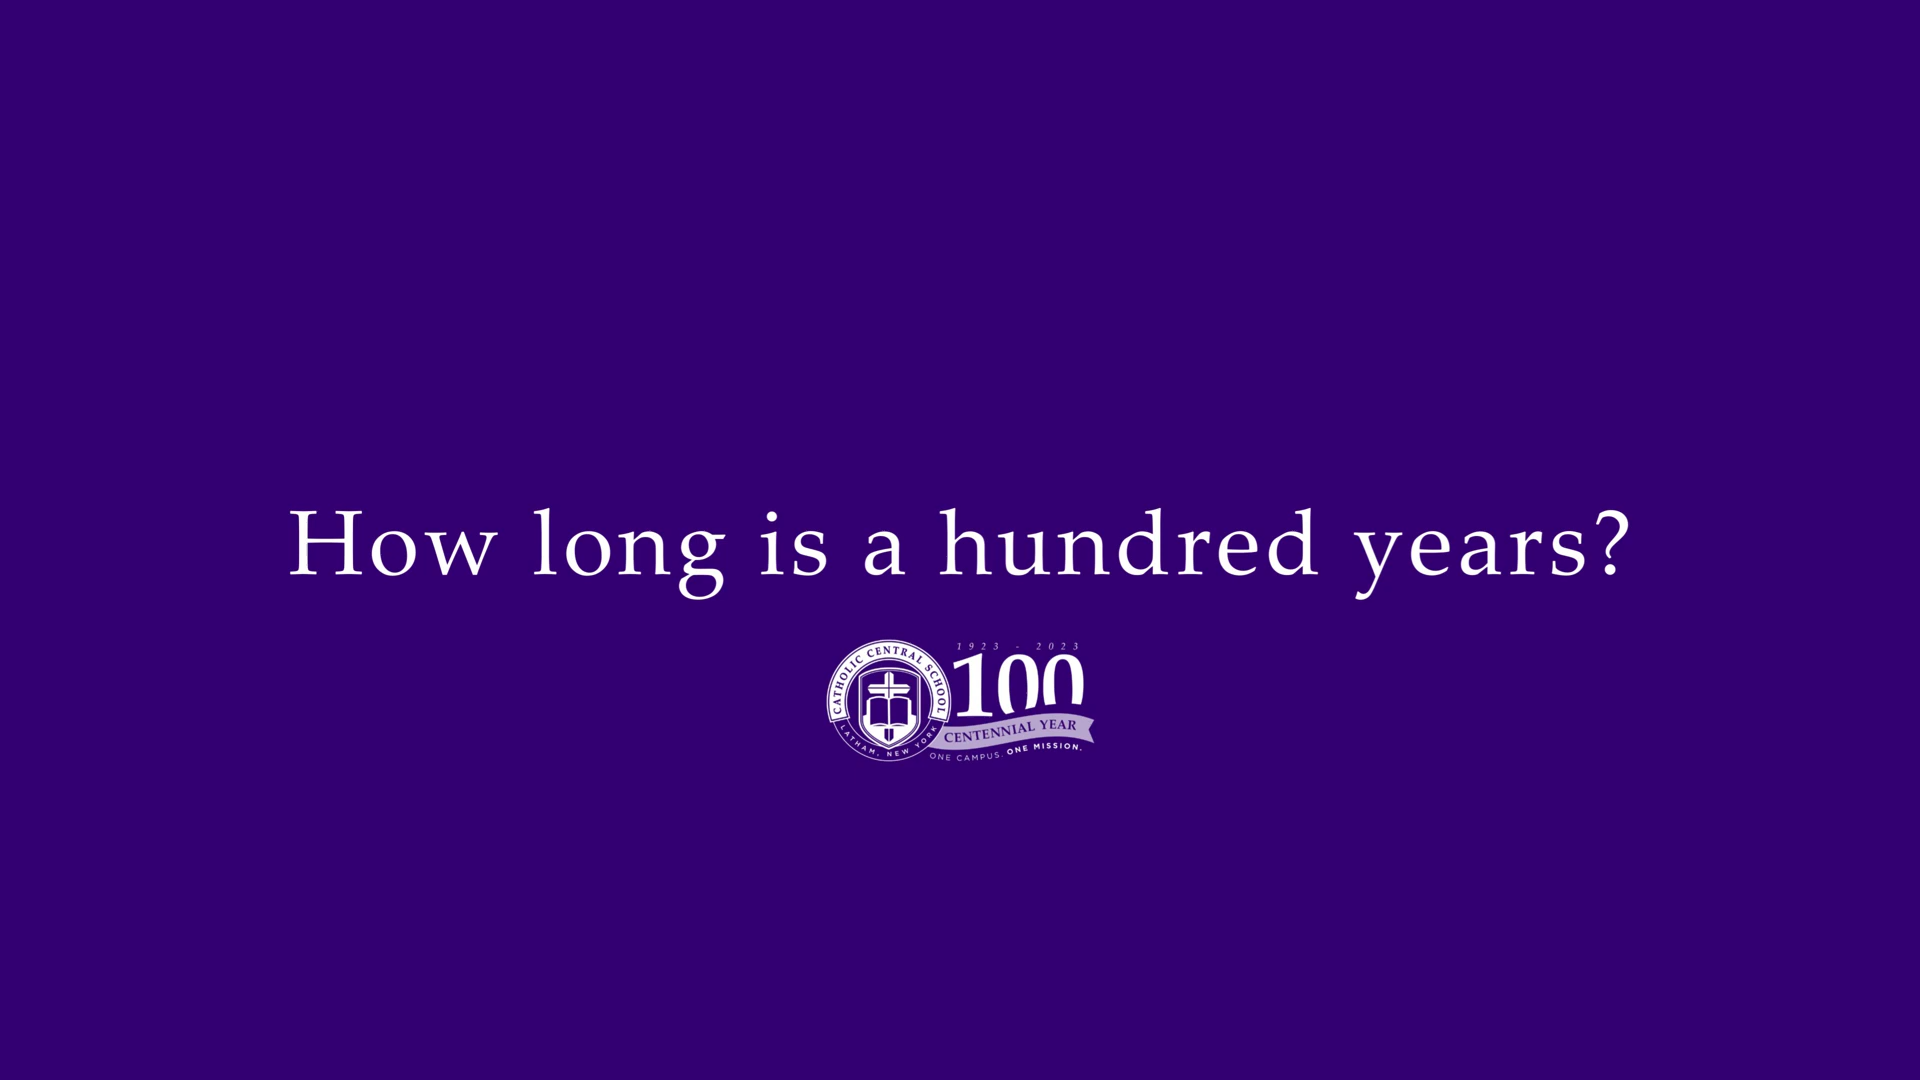 How long is a hundred years?
CATHOLIC CENTRAL SCHOOL
LATHAM, NEW YORK
1923 - 2023
100
CENTENNIAL YEAR
ONE CAMPUS. ONE MISSION.